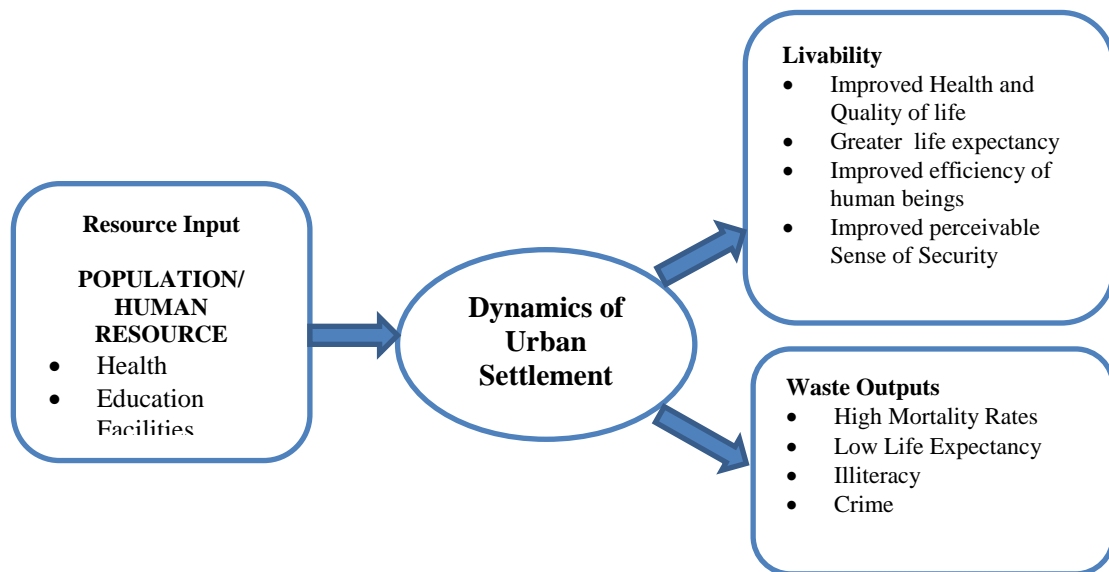 Resource Input
POPULATION/
HUMAN
RESOURCE
• Health
• Education
Facilities
Dynamics of
Urban
Settlement
Livability
• Improved Health and
Quality of life
• Greater life expectancy
• Improved efficiency of
human beings
• Improved perceivable
Sense of Security
Waste Outputs
• High Mortality Rates
• Low Life Expectancy
• Illiteracy
• Crime